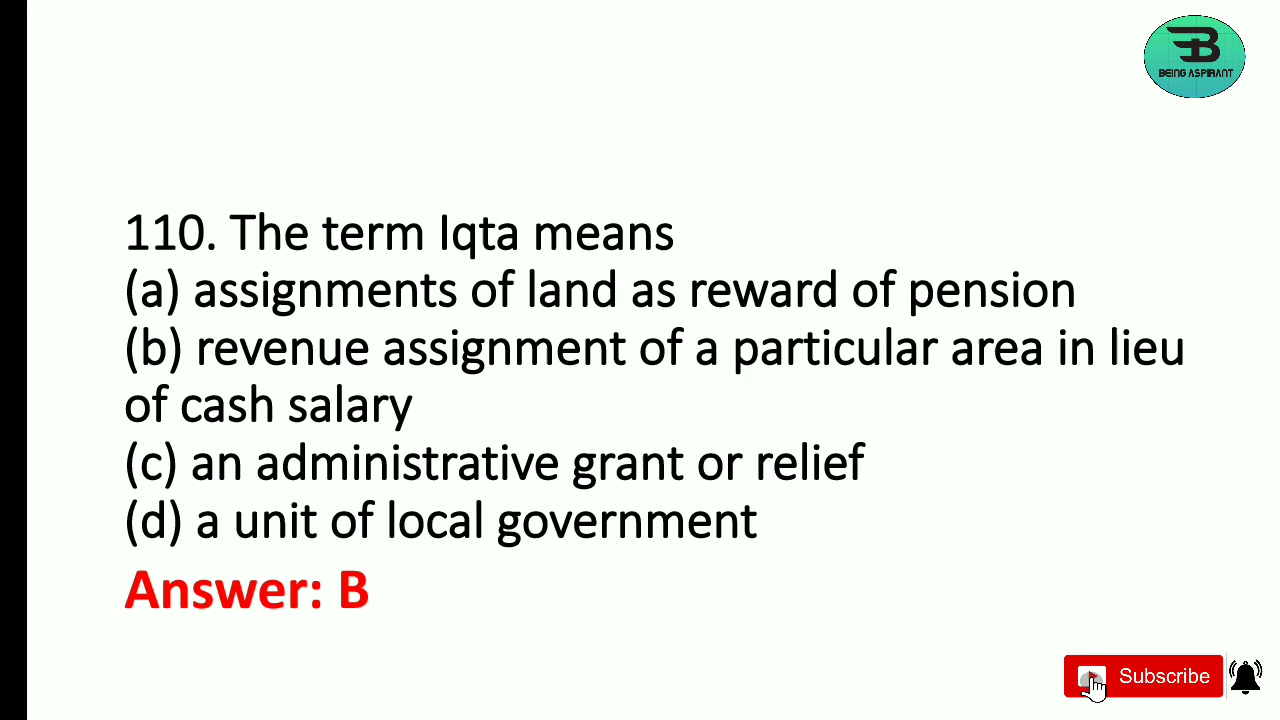 BEING ASPIRANT
110. The term Iqta means
(a) assignments of land as reward of pension
(b) revenue assignment of a particular area in lieu
of cash salary
(c) an administrative grant or relief
(d) a unit of local government
Answer: B
Subscribe